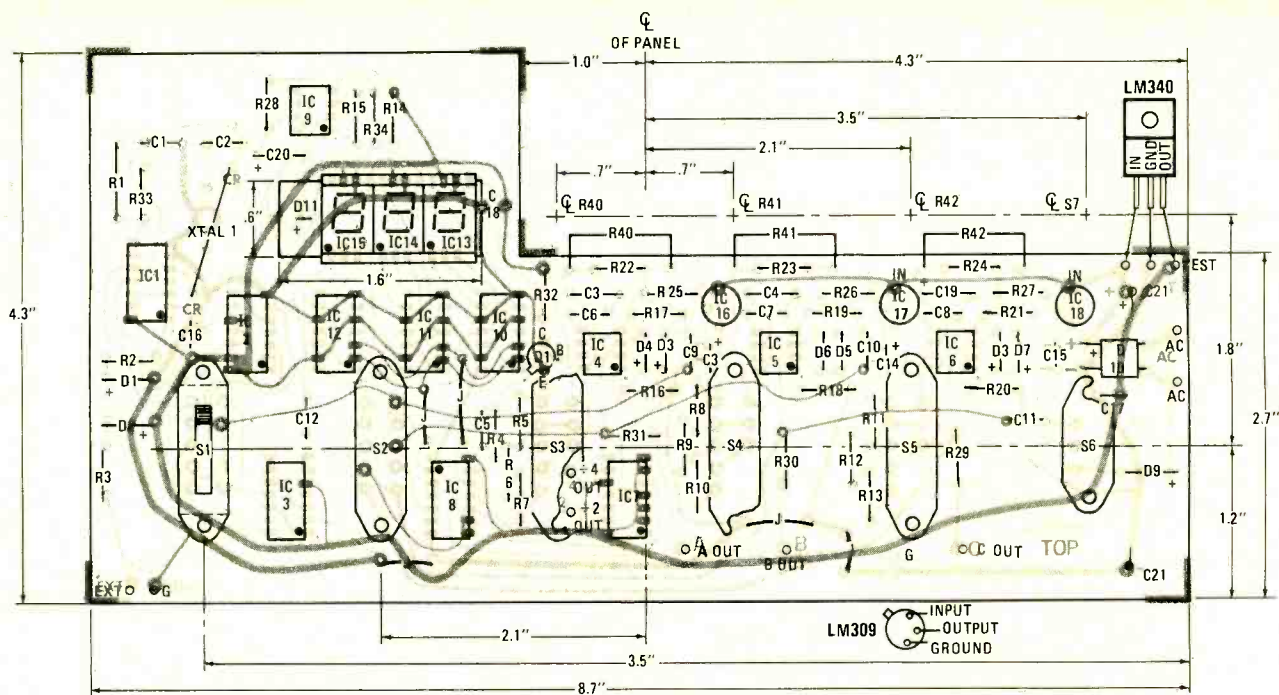 ℄
OF PANEL
1.0"
4.3"
LM340
3.5"
IN
GND
OUT
2.1"
.7"
.7"
R28
IC 9
R15
R34
R14
C1
C2
C20
+
R1
R33
CR
.6"
D11
+
IC15
IC14
IC13
C 18
XTAL 1
1.6"
℄ R40
℄ R41
℄ R42
℄ S7
4.3"
IC1
CR
C16
R40
R41
R42
R22
R23
R24
R32
C3
R25
C4
R26
IN
C19
R27
IN
C21
IC 12
IC 11
IC 10
C6
R17
IC 16
C7
R19
IC 17
C8
R21
IC 18
C
D1
B
E
IC 4
D4
D3
C9
C3
IC 5
D6
D5
C10
C14
IC 6
D3
D7
C15
D 10
AC
AC
AC
1.8"
2.7"
R2
D1
+
+
R16
R18
R20
S1
C12
S2
J
J
C5
R4
R5
S3
R31
R8
R9
S4
R30
R11
R12
S5
R29
C11
S6
D9
+
R3
IC 3
IC 8
R 6
R7
÷4
OUT
÷2
OUT
R10
R13
1.2"
J
A OUT
B
B OUT
G
C OUT
TOP
C21
EXT
G
LM309
INPUT
OUTPUT
GROUND
2.1"
3.5"
8.7"